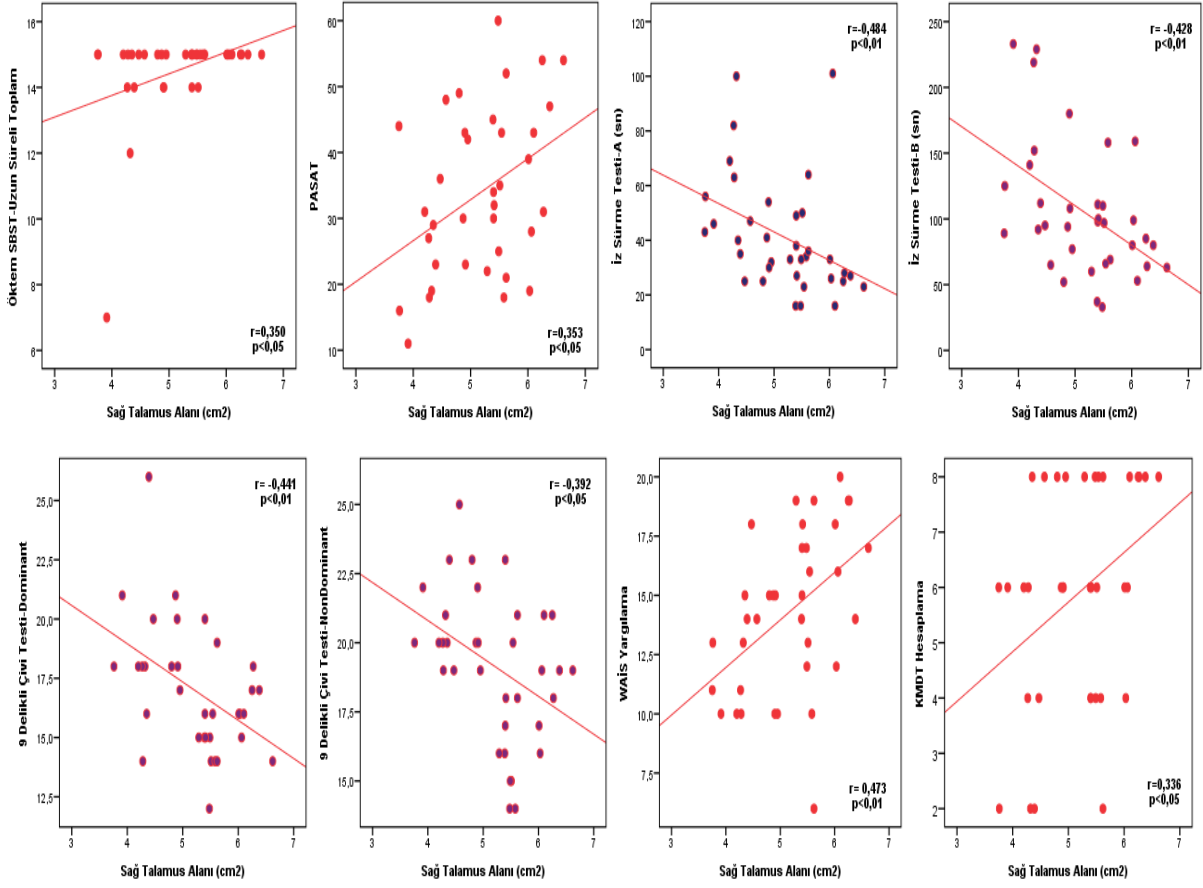 Öktem SBST-Uzun Süreli Toplam
16
14
12
10
8
6
r=0,350
p<0,05
3 4 5 6 7
Sağ Talamus Alanı (cm2)
PASAT
60
50
40
30
20
10
r=0,353
p<0,05
3 4 5 6 7
Sağ Talamus Alanı (cm2)
İz Sürme Testi-A (sn)
120
100
80
60
40
20
0
r=-0,484
p<0,01
3 4 5 6 7
Sağ Talamus Alanı (cm2)
İz Sürme Testi-B (sn)
250
200
150
100
50
0
r= -0,428
p<0,01
3 4 5 6 7
Sağ Talamus Alanı (cm2)
9 Delikli Çivi Testi-Dominant
25,0
22,5
20,0
17,5
15,0
12,5
r= -0,441
p<0,01
3 4 5 6 7
Sağ Talamus Alanı (cm2)
9 Delikli Çivi Testi-NonDominant
25,0
22,5
20,0
17,5
15,0
r= -0,392
p<0,05
3 4 5 6 7
Sağ Talamus Alanı (cm2)
WAİS Yargılama
20,0
17,5
15,0
12,5
10,0
7,5
r= 0,473
p<0,01
3 4 5 6 7
Sağ Talamus Alanı (cm2)
KMDT Hesaplama
8
7
6
5
4
3
2
r=0,336
p<0,05
3 4 5 6 7
Sağ Talamus Alanı (cm2)